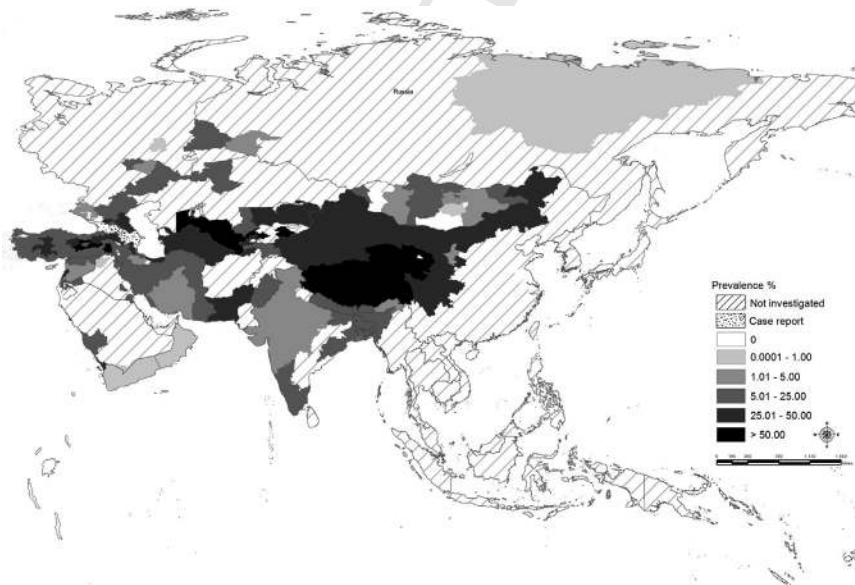 Russia
Prevalence %
Not investigated
Case report
0
0.0001 - 1.00
1.01 - 5.00
5.01 - 25.00
25.01 - 50.00
> 50.00